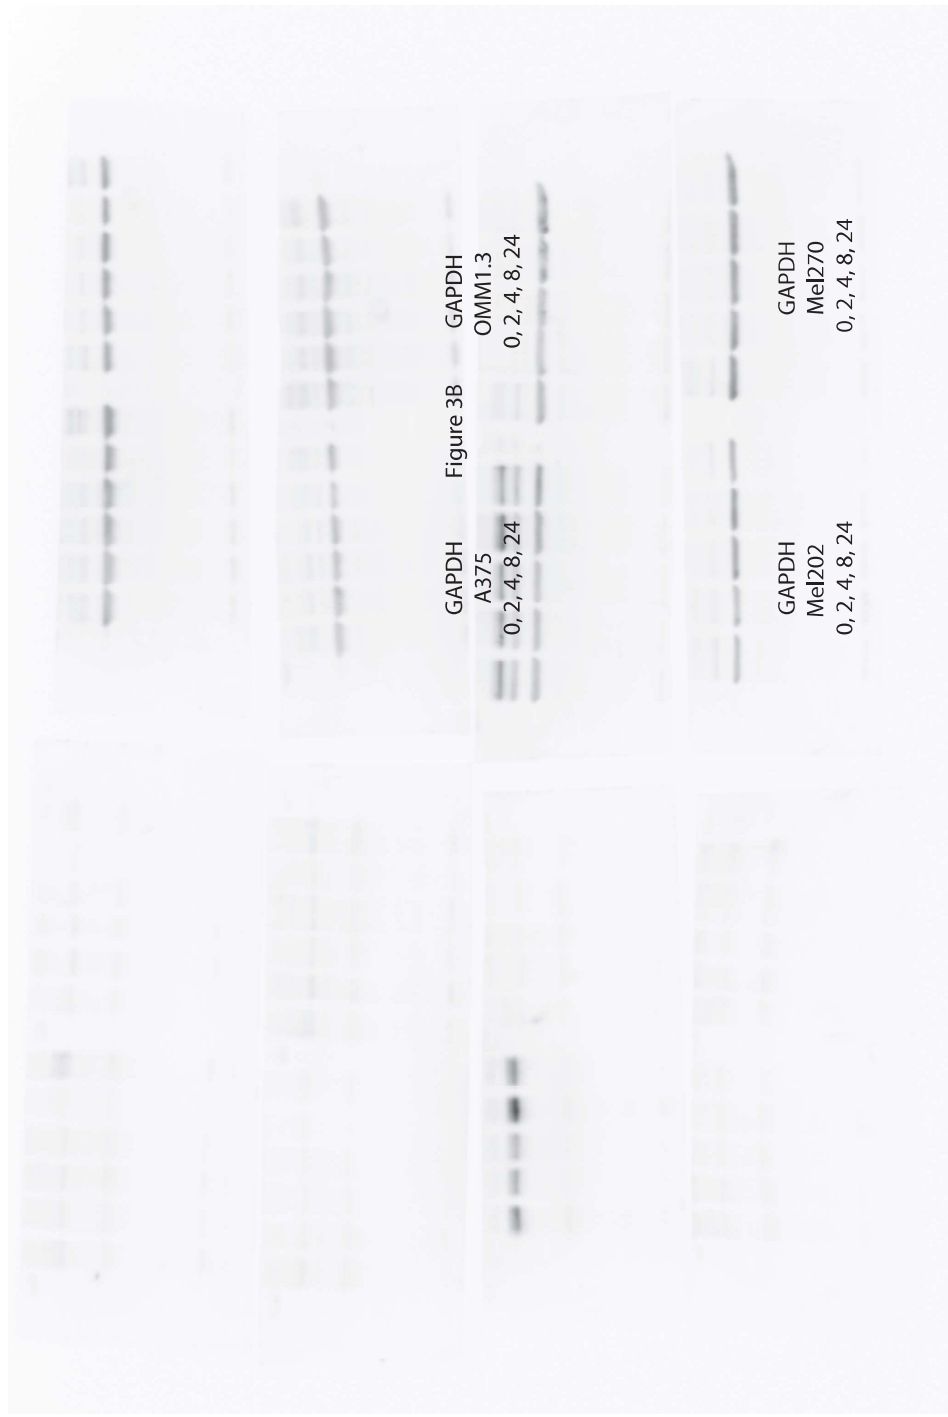 Figure 3B
GAPDH
A375
0, 2, 4, 8, 24
GAPDH
OMM1.3
0, 2, 4, 8, 24
GAPDH
Mel202
0, 2, 4, 8, 24
GAPDH
Mel270
0, 2, 4, 8, 24